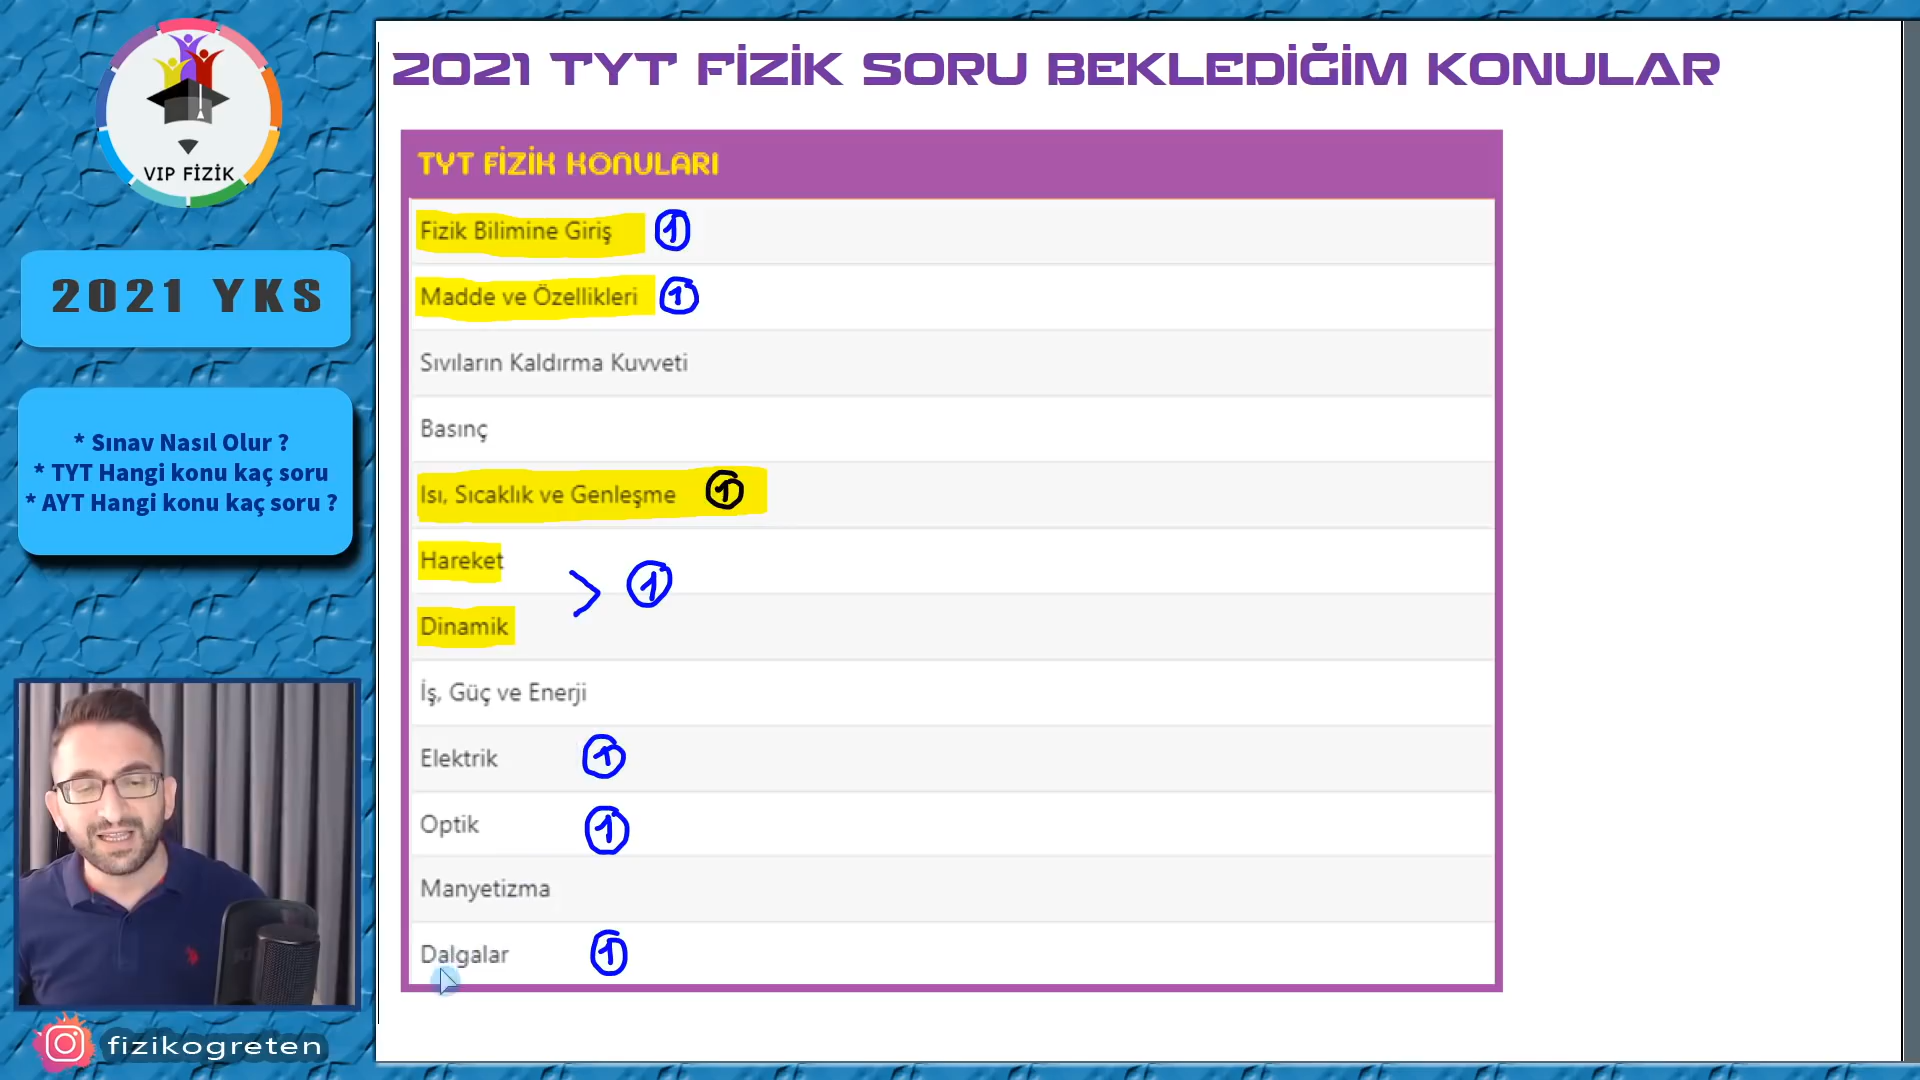 VIP FİZİK
2021 YKS
* Sınav Nasıl Olur ?
* TYT Hangi konu kaç soru
* AYT Hangi konu kaç soru ?
fizikogreten
2021 TYT FİZİK SORU BEKLEDİĞİM KONULAR
TYT FİZİK KONULARI
Fizik Bilimine Giriş 1
Madde ve Özellikleri 1
Sıvıların Kaldırma Kuvveti
Basınç
Isı, Sıcaklık ve Genleşme 1
Hareket
> 1
Dinamik
İş, Güç ve Enerji
Elektrik 1
Optik 1
Manyetizma
Dalgalar 1